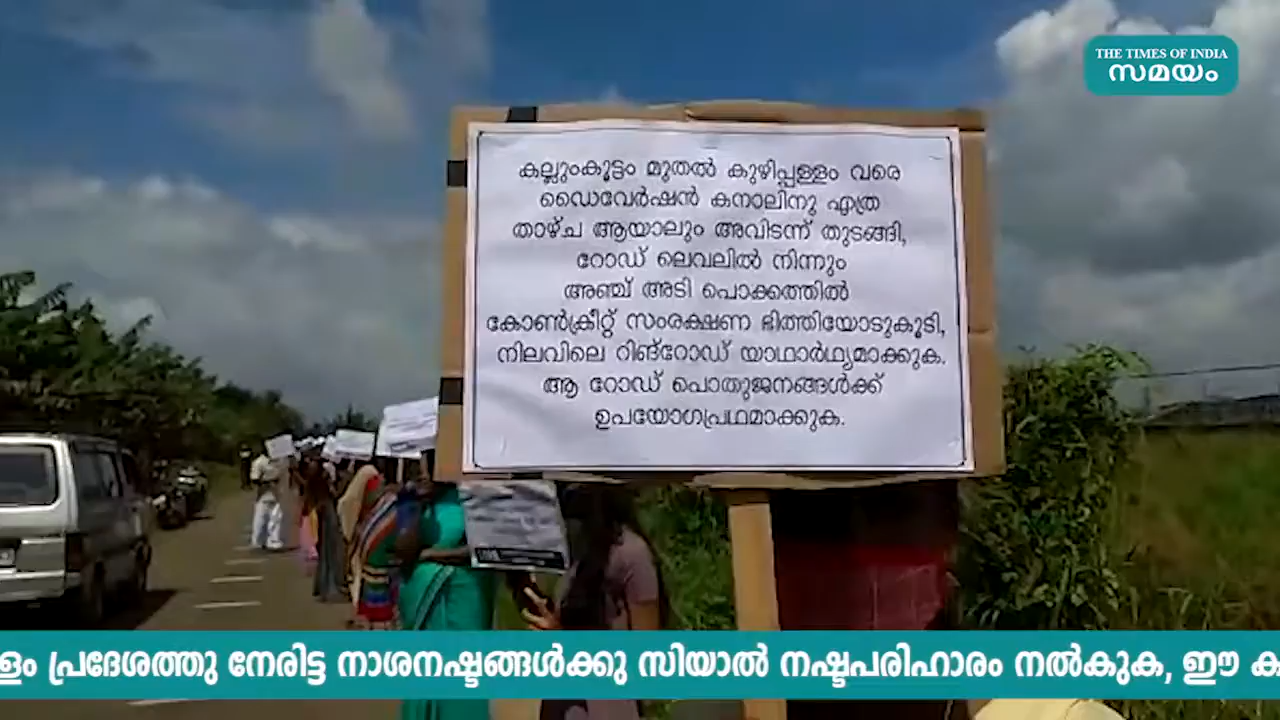 THE TIMES OF INDIA
സമയം
കല്ലുംകൂട്ടം മുതൽ കുഴിപ്പള്ളം വരെ
ഡൈവേർഷൻ കനാലിനു എത്ര
താഴ്ച ആയാലും അവിടന്ന് തുടങ്ങി,
റോഡ് ലെവലിൽ നിന്നും
അഞ്ച് അടി പൊക്കത്തിൽ
കോൺക്രീറ്റ് സംരക്ഷണ ഭിത്തിയോടുകൂടി,
നിലവിലെ റിങ്റോഡ് യാഥാർഥ്യമാക്കുക.
ആ റോഡ് പൊതുജനങ്ങൾക്ക്
ഉപയോഗപ്രഥമാക്കുക.
പ്രദേശത്തു നേരിട്ട നാശനഷ്ടങ്ങൾക്കു സിയാൽ നഷ്ടപരിഹാരം നൽകുക, ഈ